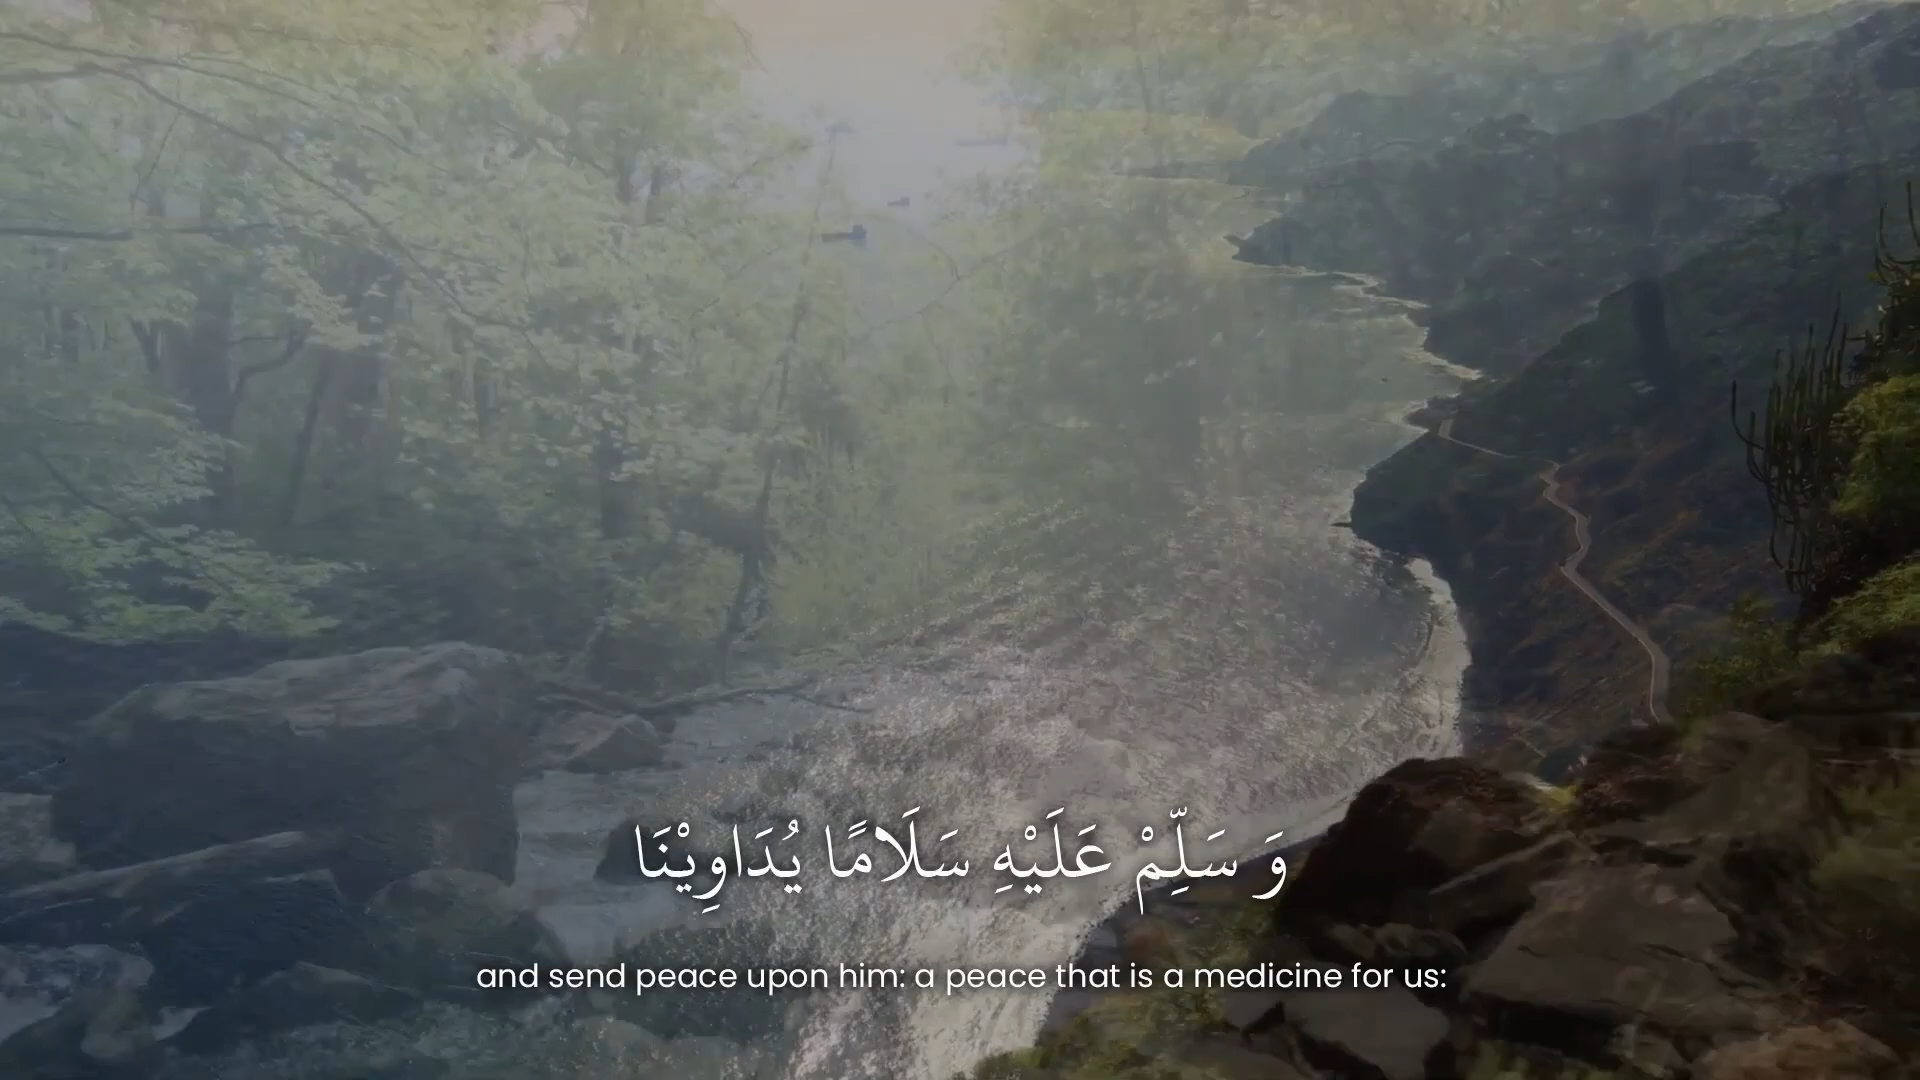 وَ سَلِّمْ عَلَيْهِ سَلَامًا يُدَاوِيْنَا
and send peace upon him: a peace that is a medicine for us: